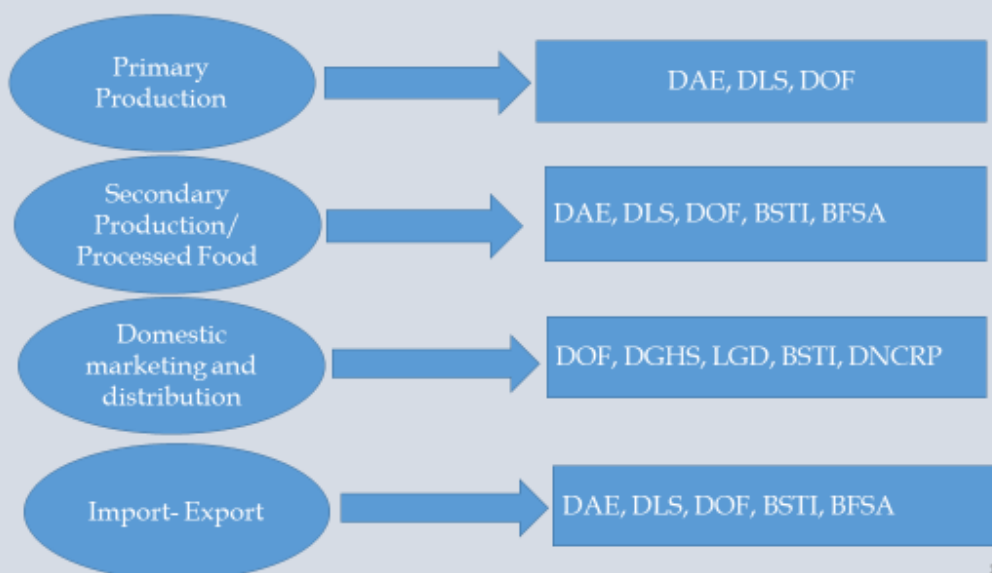 Primary
Production
DAE, DLS, DOF
Secondary
Production/
Processed Food
DAE, DLS, DOF, BSTI, BFSA
Domestic
marketing and
distribution
DOF, DGHS, LGD, BSTI, DNCRP
Import- Export
DAE, DLS, DOF, BSTI, BFSA